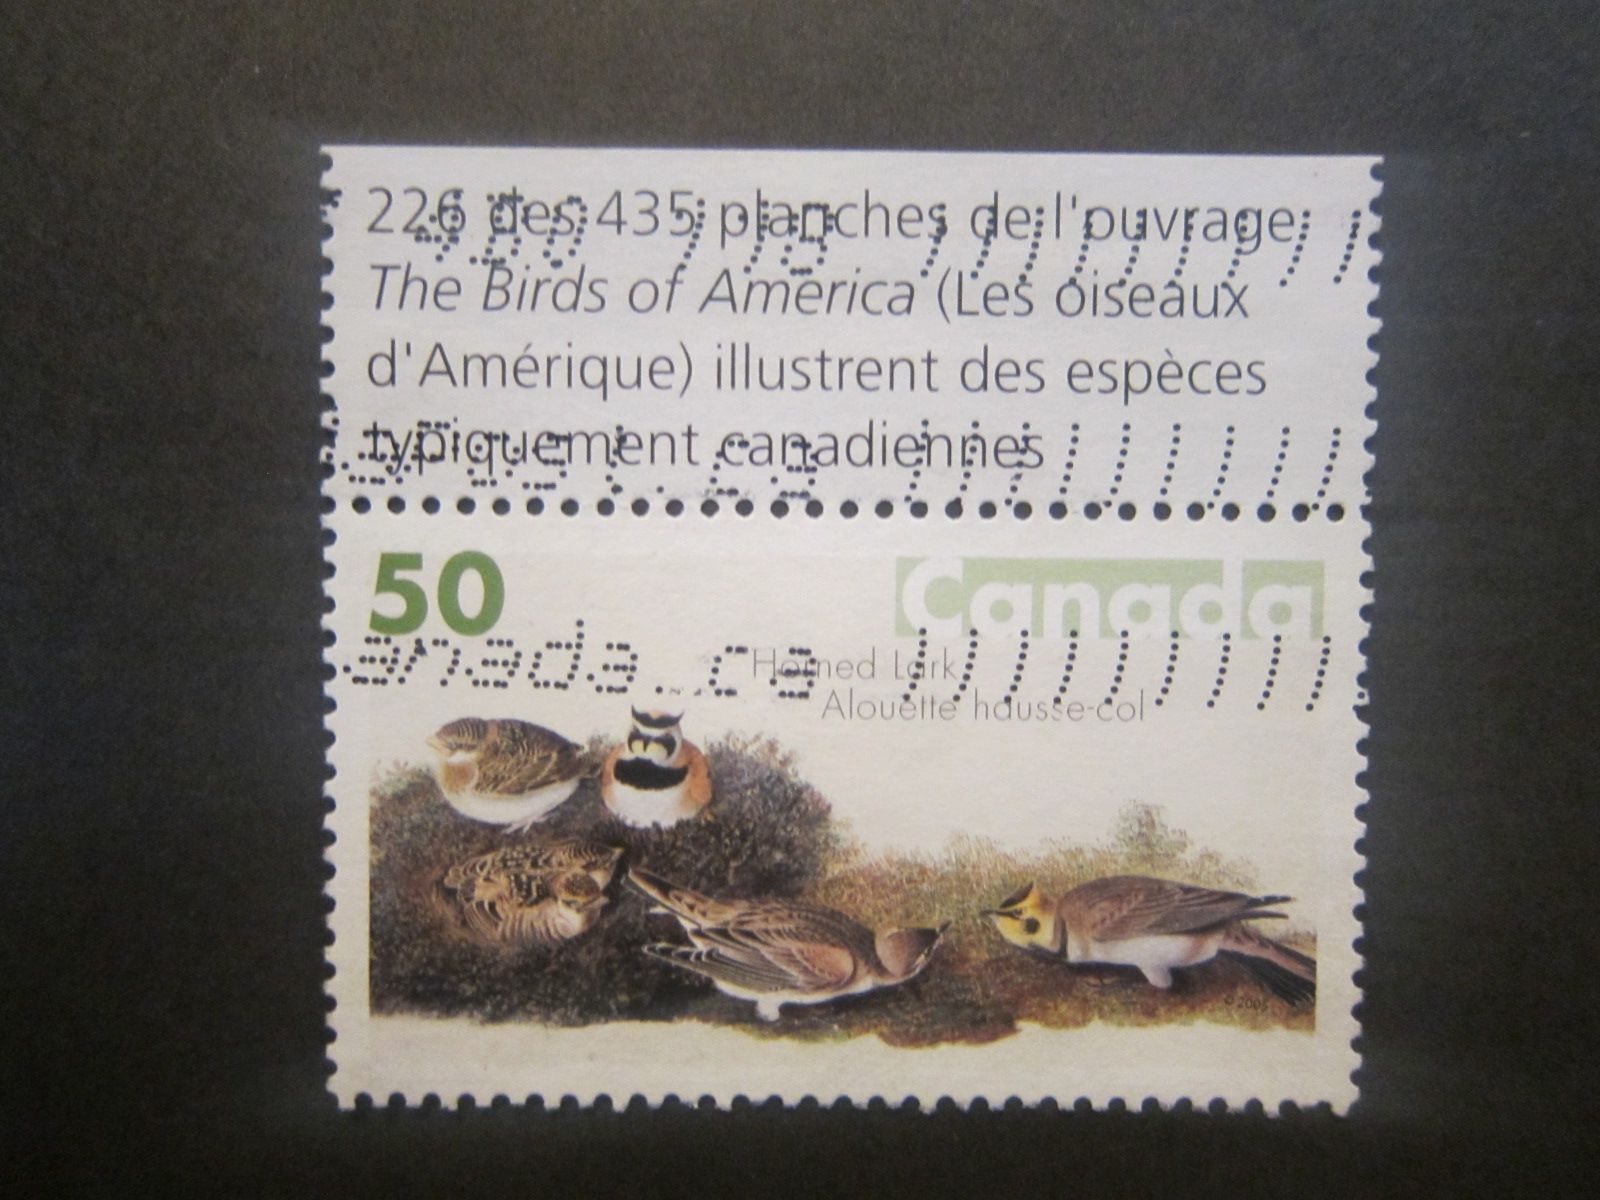 226 des 435 planches de l'ouvrage
The Birds of America (Les oiseaux
d'Amérique) illustrent des espèces
typiquement canadiennes
50 Canada
anada.ca
Horned Lark
Alouette hausse-col
© 2005